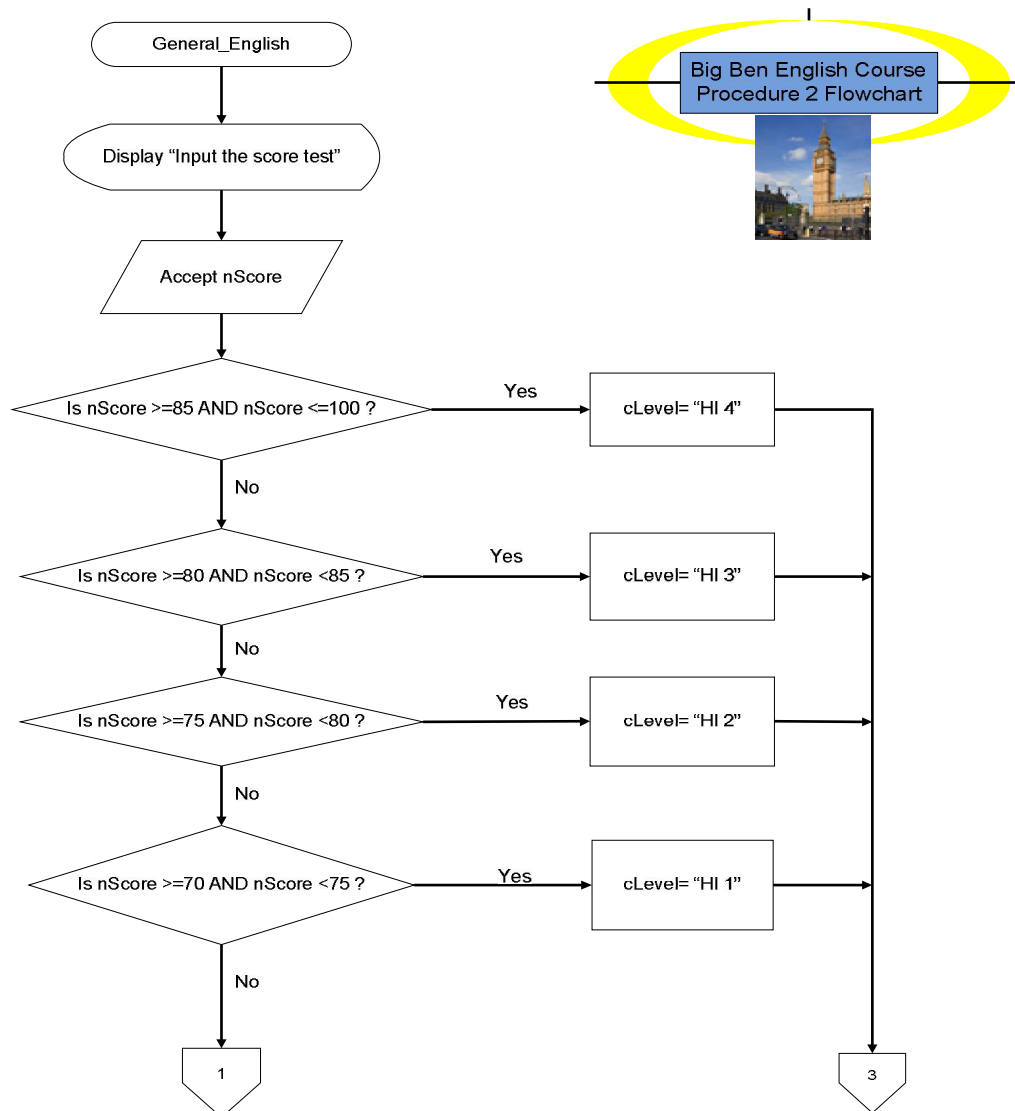 General_English
Big Ben English Course
Procedure 2 Flowchart
Display “Input the score test”
Accept nScore
Is nScore >=85 AND nScore <=100 ?
Yes
cLevel= “HI 4”
No
Is nScore >=80 AND nScore <85 ?
Yes
cLevel= “HI 3”
No
Is nScore >=75 AND nScore <80 ?
Yes
cLevel= “HI 2”
No
Is nScore >=70 AND nScore <75 ?
Yes
cLevel= “HI 1”
No
1
3